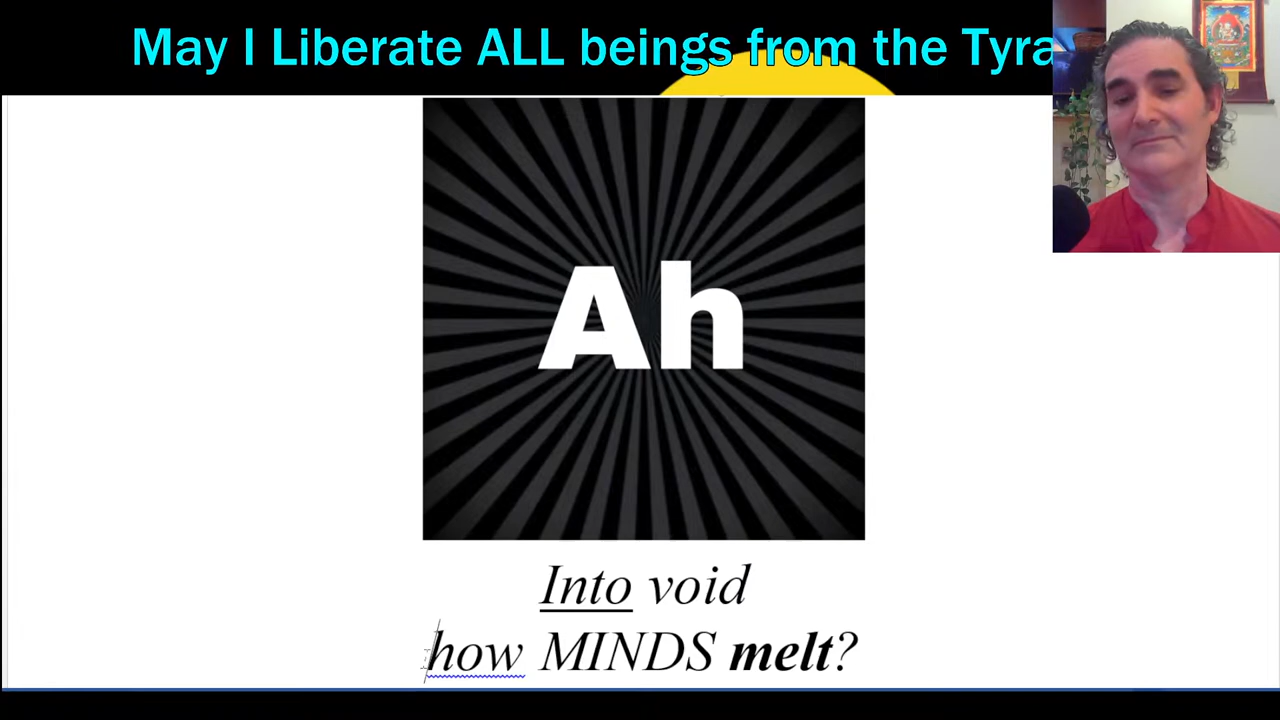 May I Liberate ALL beings from the Tyra
Ah
Into void
how MINDS melt?